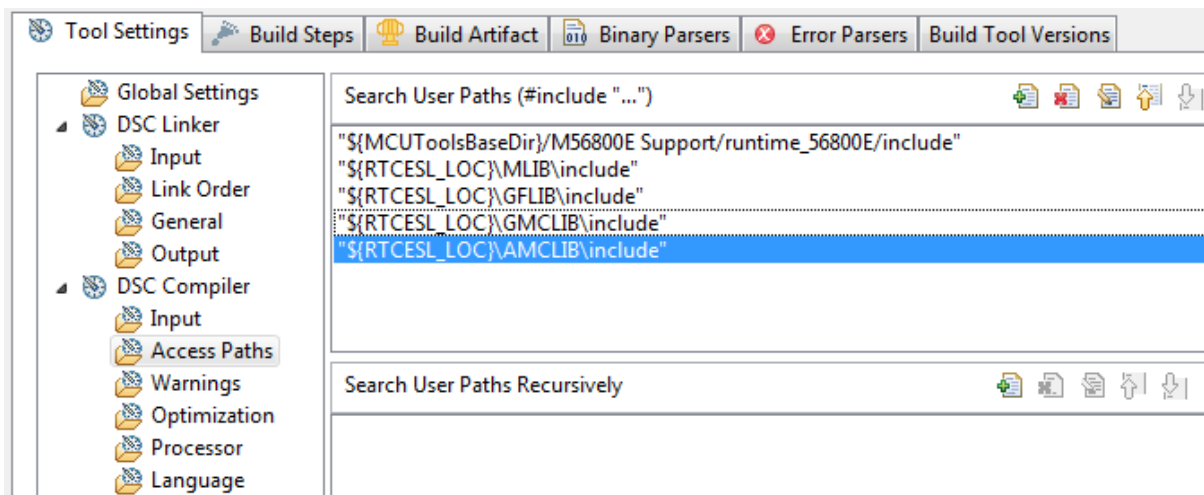 Tool Settings Build Steps Build Artifact Binary Parsers Error Parsers Build Tool Versions
Global Settings
DSC Linker
Input
Link Order
General
Output
DSC Compiler
Input
Access Paths
Warnings
Optimization
Processor
Language
Search User Paths (#include "...")
"${MCUToolsBaseDir}/M56800E Support/runtime_56800E/include"
"${RTCESL_LOC}\MLIB\include"
"${RTCESL_LOC}\GFLIB\include"
"${RTCESL_LOC}\GMCLIB\include"
"${RTCESL_LOC}\AMCLIB\include"
Search User Paths Recursively